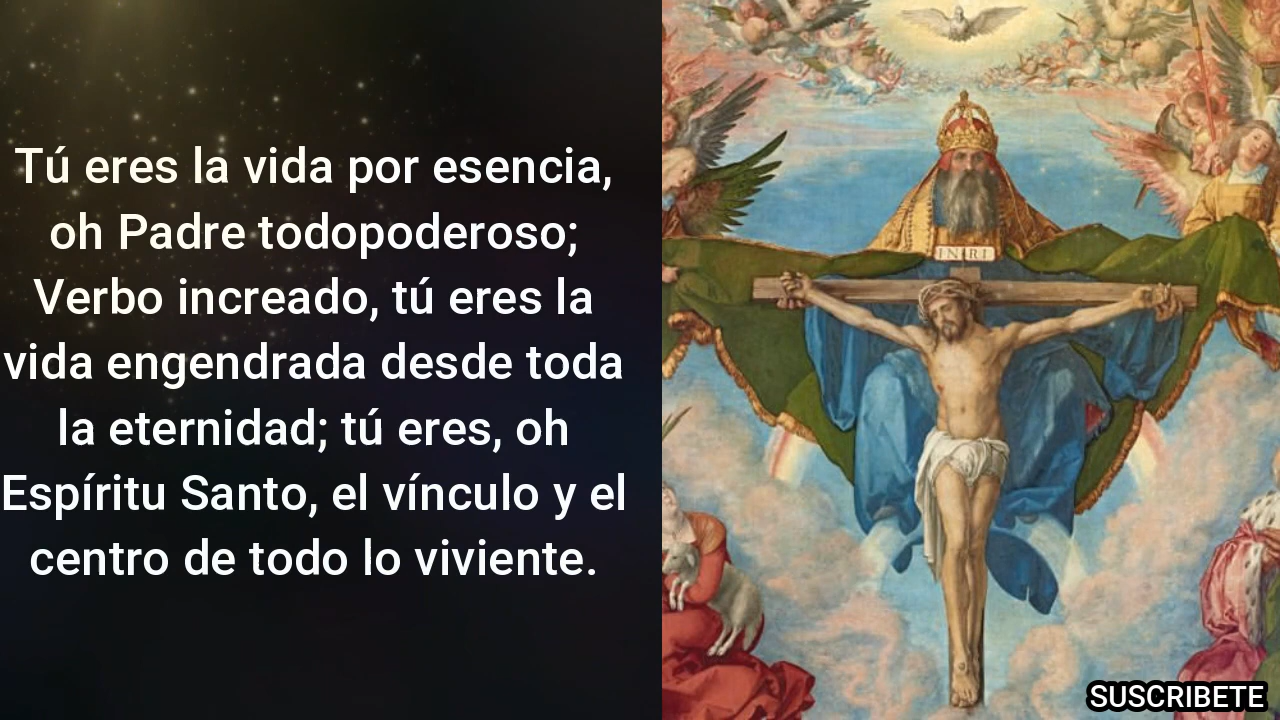 Tú eres la vida por esencia,
oh Padre todopoderoso;
Verbo increado, tú eres la
vida engendrada desde toda
la eternidad; tú eres, oh
Espíritu Santo, el vínculo y el
centro de todo lo viviente.
INRI
SUSCRIBETE